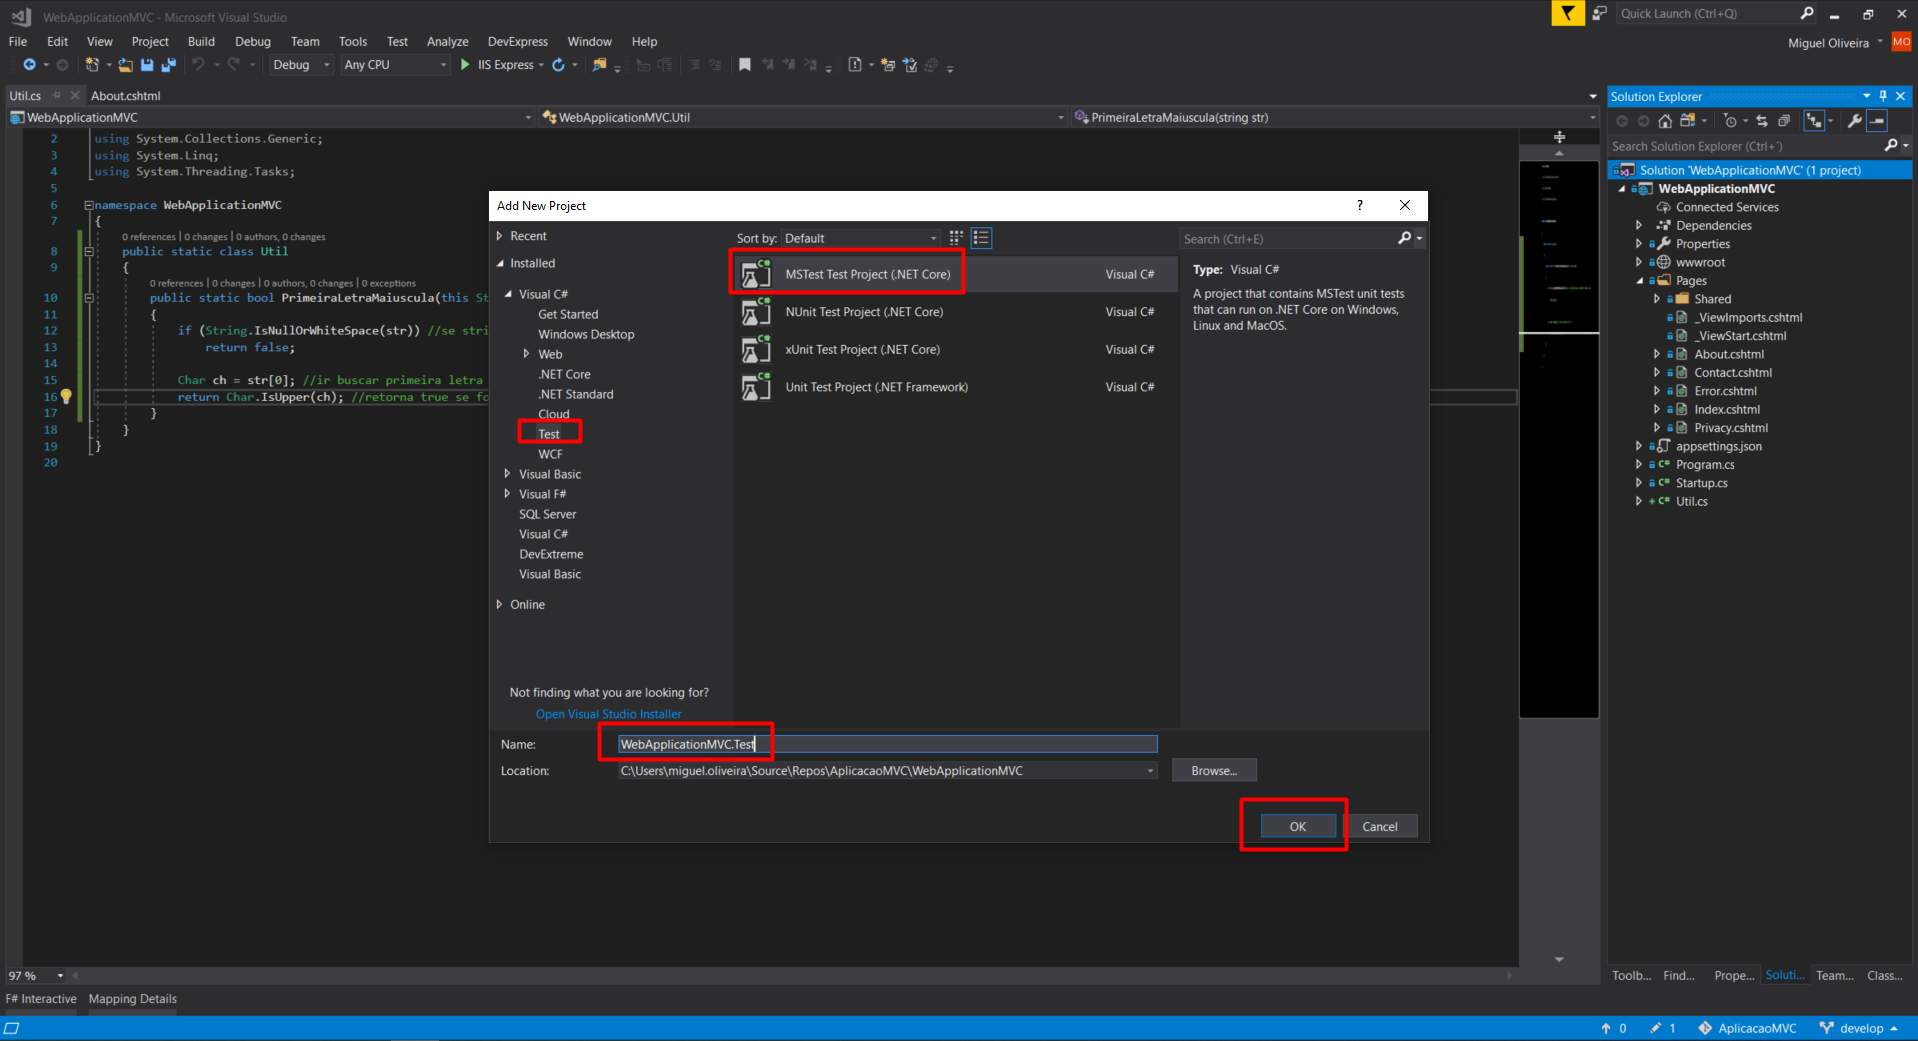 WebApplicationMVC - Microsoft Visual Studio
Quick Launch (Ctrl+Q)
File Edit View Project Build Debug Team Tools Test Analyze DevExpress Window Help
Miguel Oliveira MO
Debug Any CPU IIS Express
Util.cs About.cshtml
WebApplicationMVC WebApplicationMVC.Util PrimeiraLetraMaiuscula(string str)
2 using System.Collections.Generic;
3 using System.Linq;
4 using System.Threading.Tasks;
5
6 namespace WebApplicationMVC
7 {
0 references | 0 changes | 0 authors, 0 changes
8 public static class Util
9 {
0 references | 0 changes | 0 authors, 0 changes | 0 exceptions
10 public static bool PrimeiraLetraMaiuscula(this St
11 {
12 if (String.IsNullOrWhiteSpace(str)) //se stri
13 return false;
14
15 Char ch = str[0]; //ir buscar primeira letra
16 return Char.IsUpper(ch); //retorna true se fo
17 }
18 }
19 }
20
97 %
F# Interactive Mapping Details
Add New Project
?
Recent
Installed
Visual C#
Get Started
Windows Desktop
Web
.NET Core
.NET Standard
Cloud
Test
WCF
Visual Basic
Visual F#
SQL Server
Visual C#
DevExtreme
Visual Basic
Online
Not finding what you are looking for?
Open Visual Studio Installer
Sort by: Default
Search (Ctrl+E)
MSTest Test Project (.NET Core) Visual C#
NUnit Test Project (.NET Core) Visual C#
xUnit Test Project (.NET Core) Visual C#
Unit Test Project (.NET Framework) Visual C#
Type: Visual C#
A project that contains MSTest unit tests
that can run on .NET Core on Windows,
Linux and MacOS.
Name: WebApplicationMVC.Test
Location: C:\Users\miguel.oliveira\Source\Repos\AplicacaoMVC\WebApplicationMVC
Browse...
OK Cancel
Solution Explorer
Search Solution Explorer (Ctrl+´)
Solution 'WebApplicationMVC' (1 project)
WebApplicationMVC
Connected Services
Dependencies
Properties
wwwroot
Pages
Shared
_ViewImports.cshtml
_ViewStart.cshtml
About.cshtml
Contact.cshtml
Error.cshtml
Index.cshtml
Privacy.cshtml
appsettings.json
C# Program.cs
C# Startup.cs
C# Util.cs
Toolb... Find... Prope... Soluti... Team... Class...
0 1 AplicacaoMVC develop